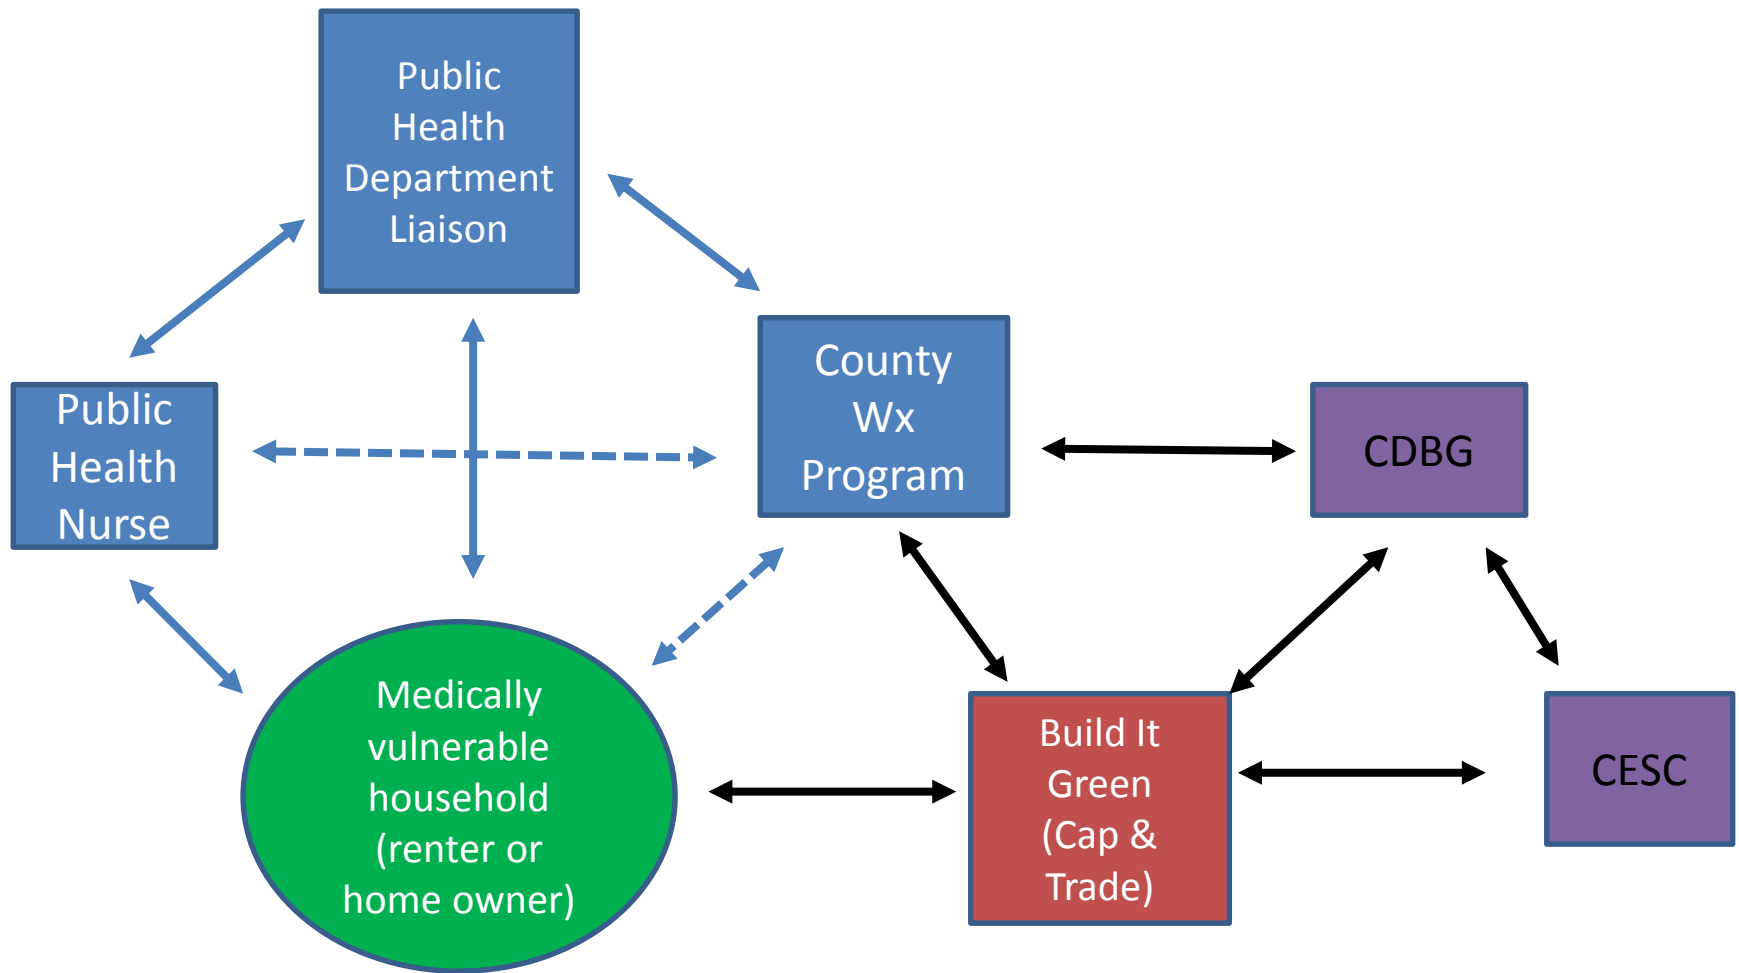 Public
Health
Department
Liaison
County
Wx
Program
Public
Health
Nurse
CDBG
Medically
vulnerable
household
(renter or
home owner)
Build It
Green
(Cap &
Trade)
CESC